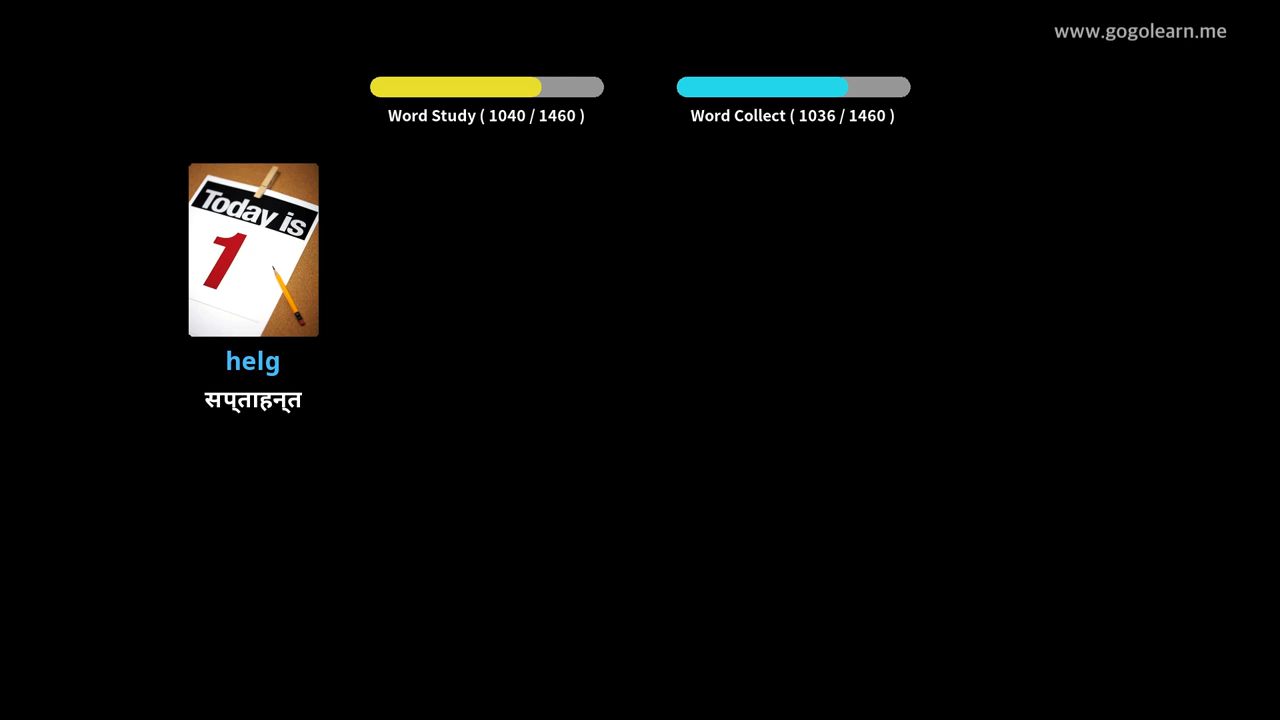 www.gogolearn.me
Word Study ( 1040 / 1460 )
Word Collect ( 1036 / 1460 )
Today is
1
helg
सप्ताहन्त